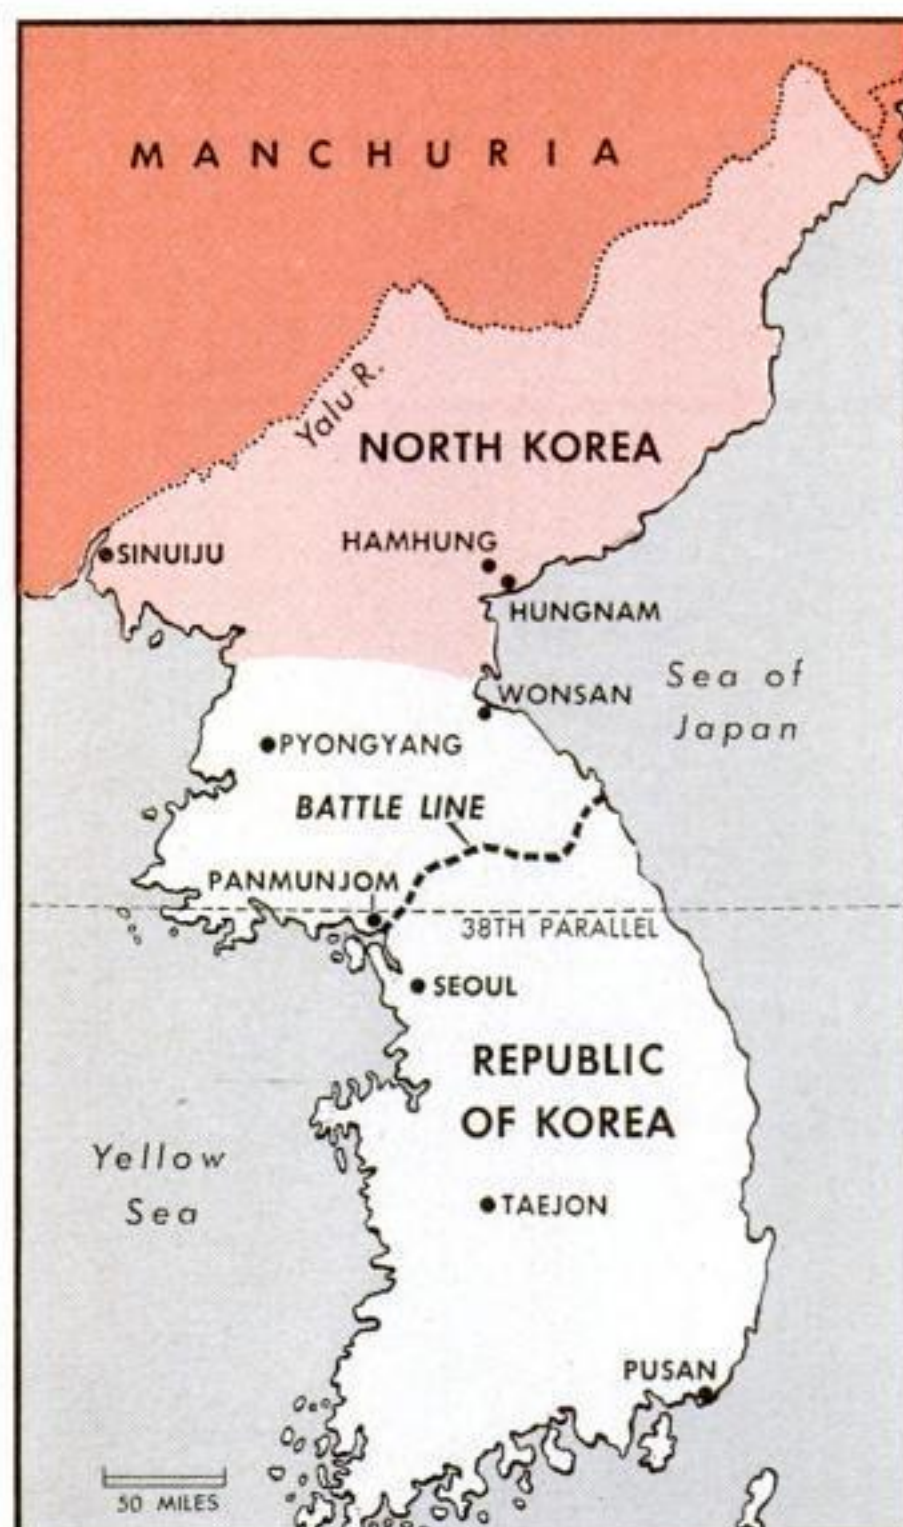 MANCHURIA
Yalu R.
NORTH KOREA
SINUIJU
HAMHUNG
HUNGNAM
Sea of
Japan
WONSAN
PYONGYANG
BATTLE LINE
PANMUNJOM
38TH PARALLEL
SEOUL
REPUBLIC
OF KOREA
Yellow
Sea
TAEJON
PUSAN
50 MILES